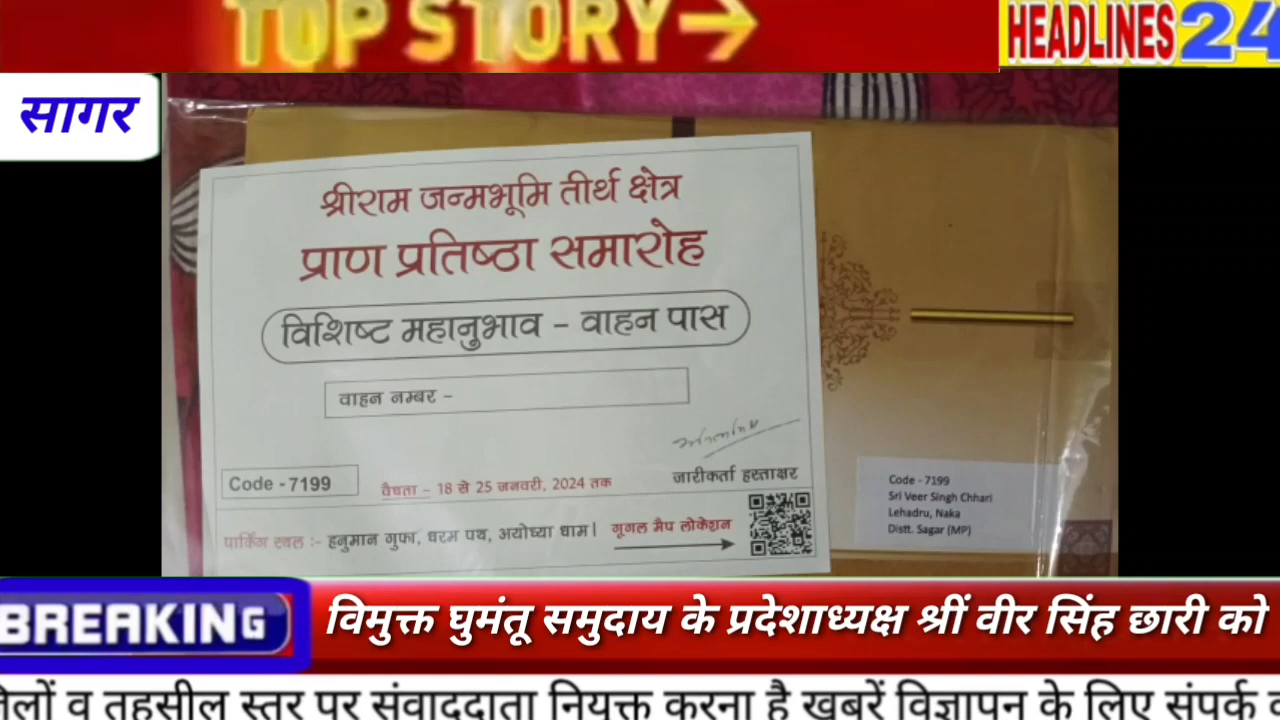 TOP STORY→
HEADLINES 24
सागर
श्रीराम जन्मभूमि तीर्थ क्षेत्र
प्राण प्रतिष्ठा समारोह
विशिष्ट महानुभाव – वाहन पास
वाहन नम्बर –
Code - 7199
वैधता – 18 से 25 जनवरी, 2024 तक
जारीकर्ता हस्ताक्षर
पार्किंग स्थल :- हनुमान गुफा, धरम पथ, अयोध्या धाम। गूगल मैप लोकेशन
Code - 7199
Sri Veer Singh Chhari
Lehadru, Naka
Distt. Sagar (MP)
BREAKING
विमुक्त घुमंतू समुदाय के प्रदेशाध्यक्ष श्रीं वीर सिंह छारी को
व तहसील स्तर पर संवाददाता नियुक्त करना है खबरें विज्ञापन के लिए संपर्क